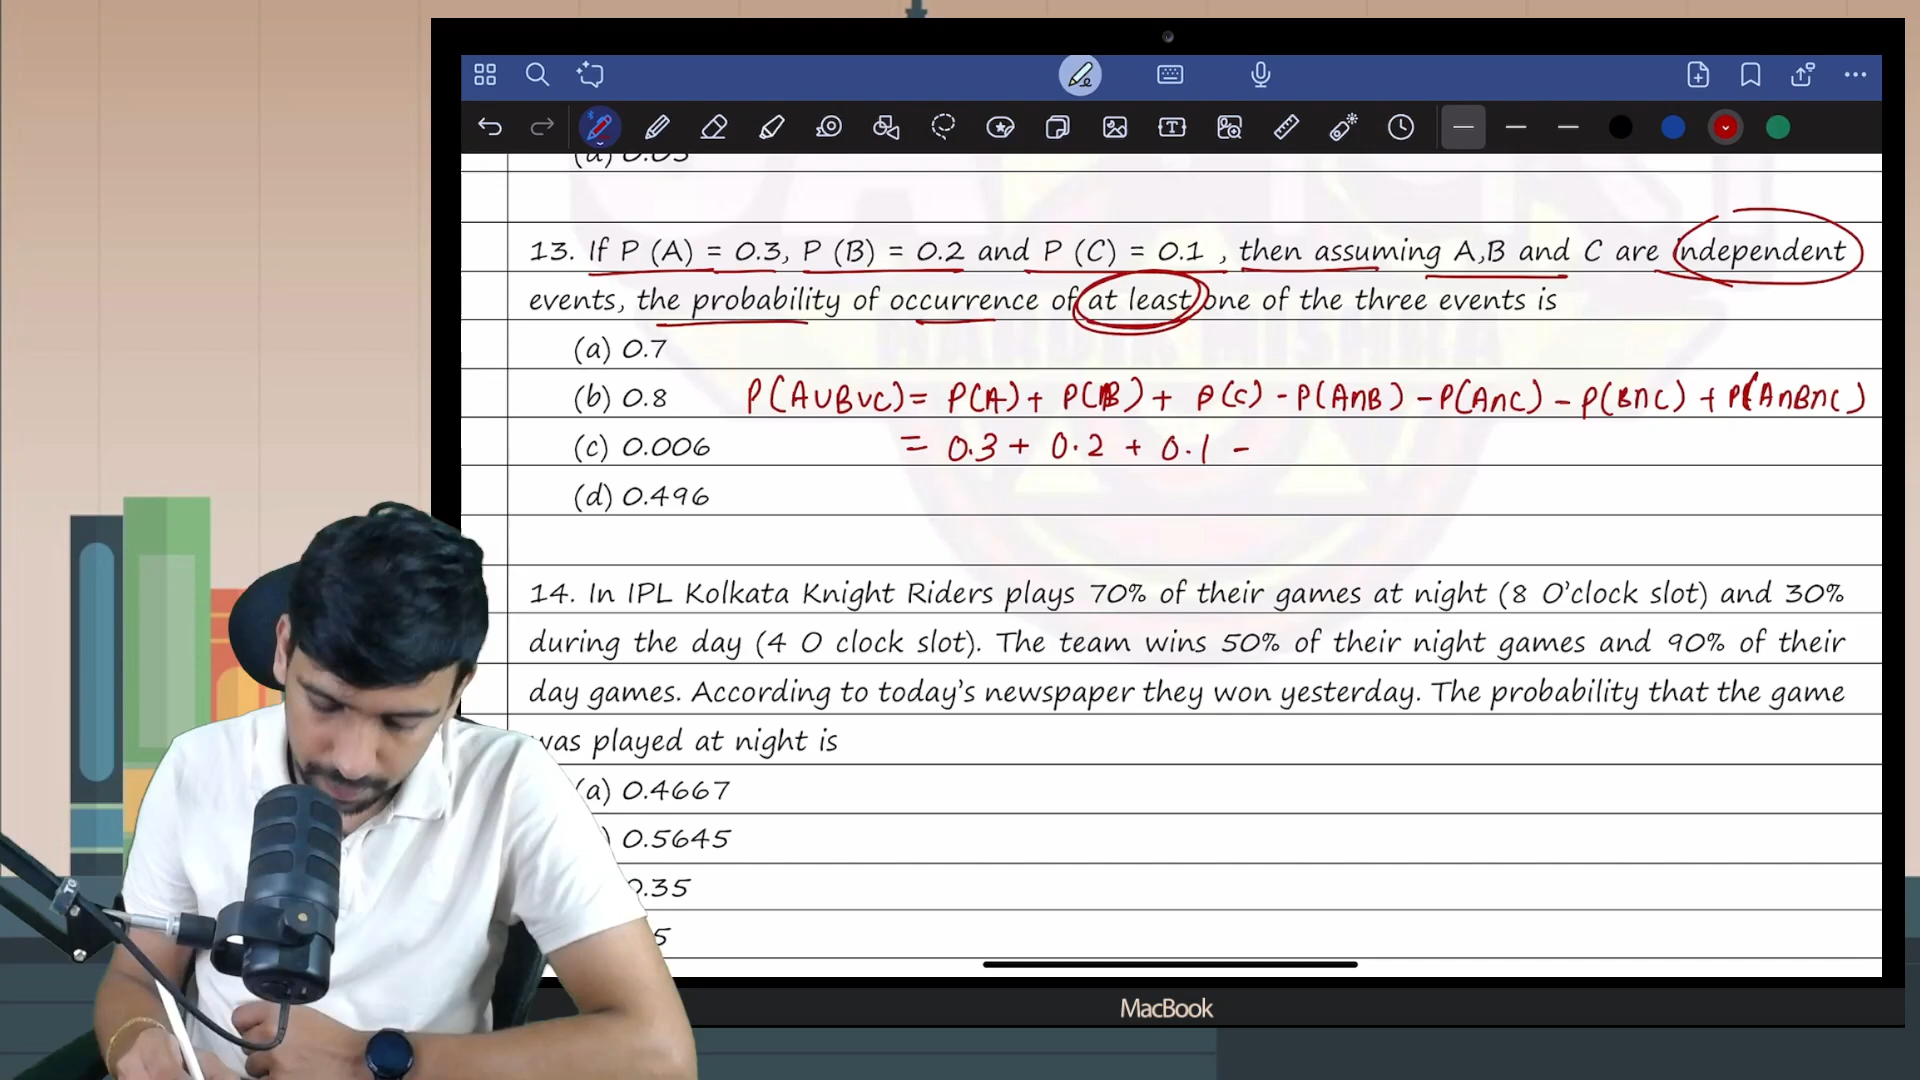 13. If P (A) = 0.3, P (B) = 0.2 and P (C) = 0.1 , then assuming A,B and C are independent
events, the probability of occurrence of at least one of the three events is
(a) 0.7
(b) 0.8
P(A∪B∪C) = P(A) + P(B) + P(C) - P(A∩B) - P(A∩C) - P(B∩C) + P(A∩B∩C)
(c) 0.006
= 0.3 + 0.2 + 0.1 -
(d) 0.496
14. In IPL Kolkata Knight Riders plays 70% of their games at night (8 O'clock slot) and 30%
during the day (4 O clock slot). The team wins 50% of their night games and 90% of their
day games. According to today's newspaper they won yesterday. The probability that the game
was played at night is
(a) 0.4667
) 0.5645
0.35
5
MacBook